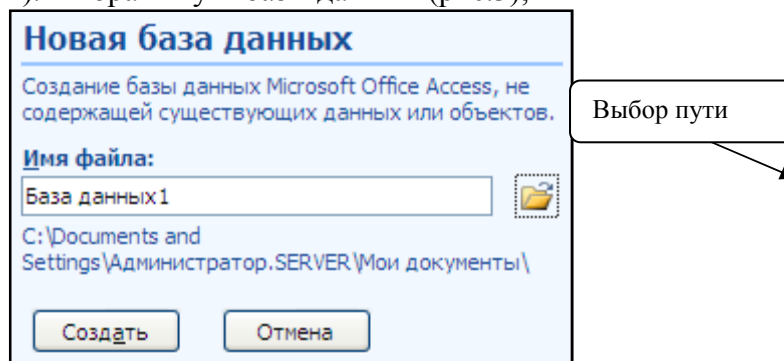 Новая база данных
Создание базы данных Microsoft Office Access, не
содержащей существующих данных или объектов.
Выбор пути
Имя файла:
База данных1
C:\Documents and
Settings\Администратор.SERVER\Мои документы\
Создать
Отмена